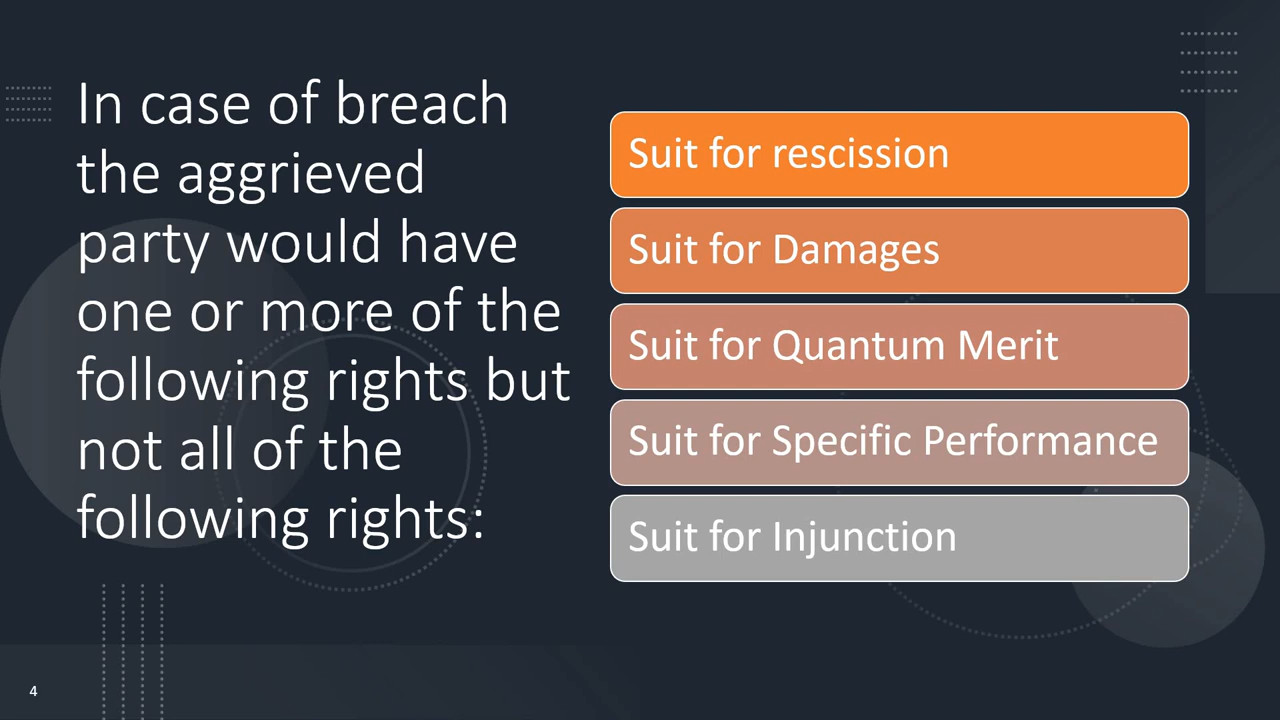 In case of breach
the aggrieved
party would have
one or more of the
following rights but
not all of the
following rights:
Suit for rescission
Suit for Damages
Suit for Quantum Merit
Suit for Specific Performance
Suit for Injunction
4